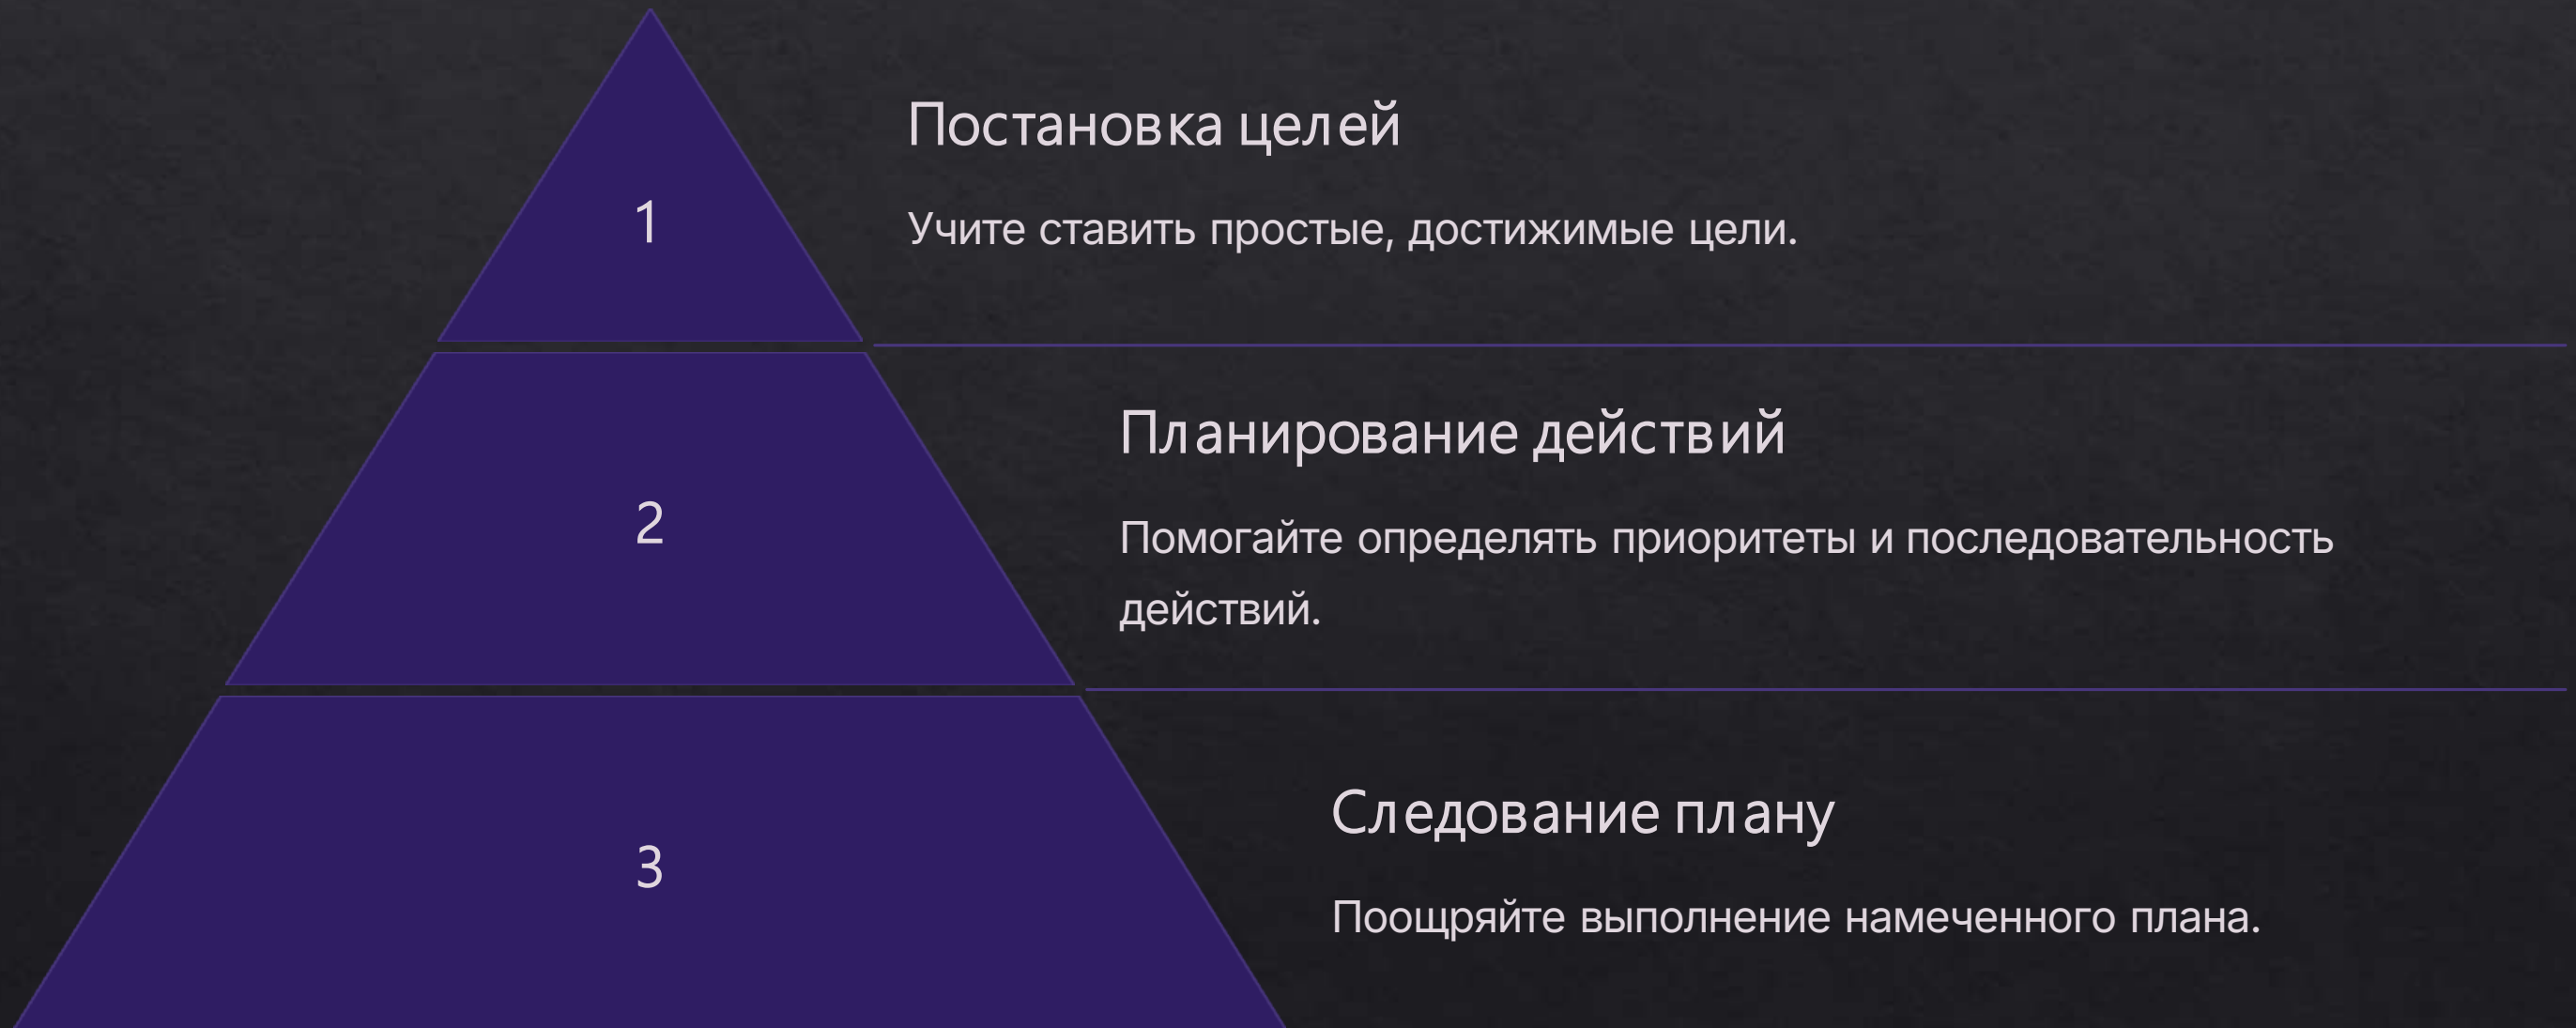 1
Постановка целей
Учите ставить простые, достижимые цели.
2
Планирование действий
Помогайте определять приоритеты и последовательность
действий.
3
Следование плану
Поощряйте выполнение намеченного плана.